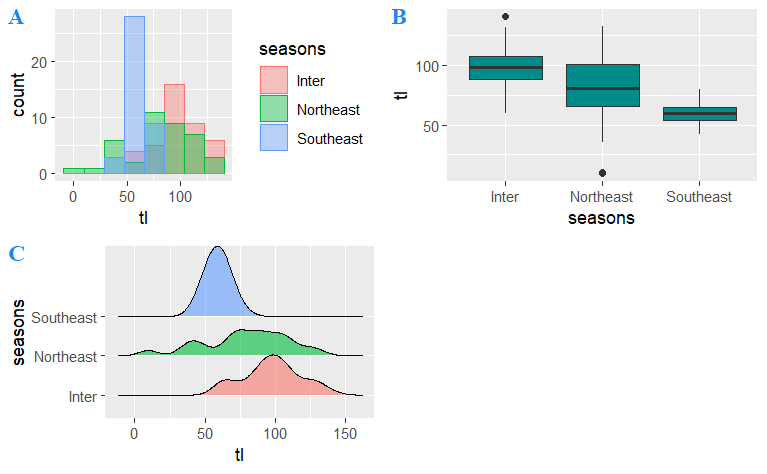 A
count
20
10
0
0
50
100
tl
seasons
Inter
Northeast
Southeast
B
tl
100
50
Inter
Northeast
Southeast
seasons
C
seasons
Southeast
Northeast
Inter
0
50
100
150
tl